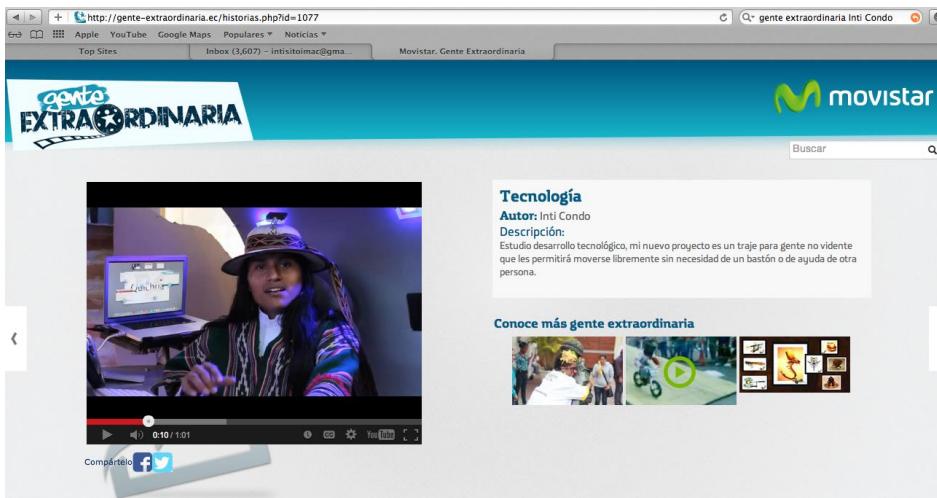 http://gente-extraordinaria.ec/historias.php?id=1077
gente extraordinaria Inti Condo
Apple YouTube Google Maps Populares Noticias
Top Sites
Inbox (3,607) – intisitoimac@gma...
Movistar. Gente Extraordinaria
gente
EXTRAORDINARIA
movistar
Buscar
Tecnología
Autor: Inti Condo
Descripción:
Estudio desarrollo tecnológico, mi nuevo proyecto es un traje para gente no vidente
que les permitirá moverse libremente sin necesidad de un bastón o de ayuda de otra
persona.
Conoce más gente extraordinaria
0:10 / 1:01
CC
YouTube
Compártelo